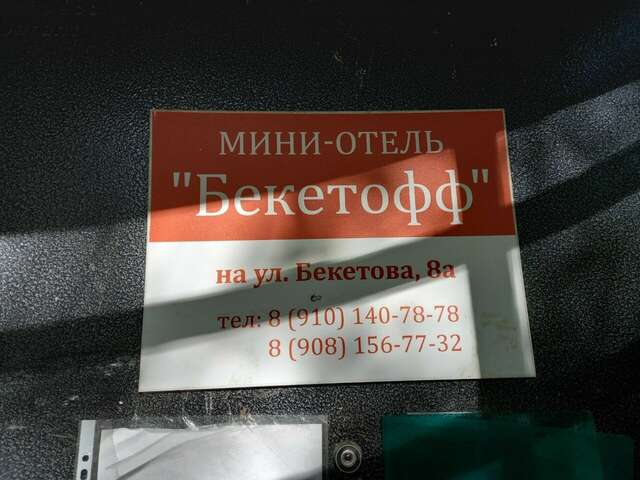 МИНИ-ОТЕЛЬ
"Бекетофф"
на ул. Бекетова, 8а
тел: 8 (910) 140-78-78
8 (908) 156-77-32